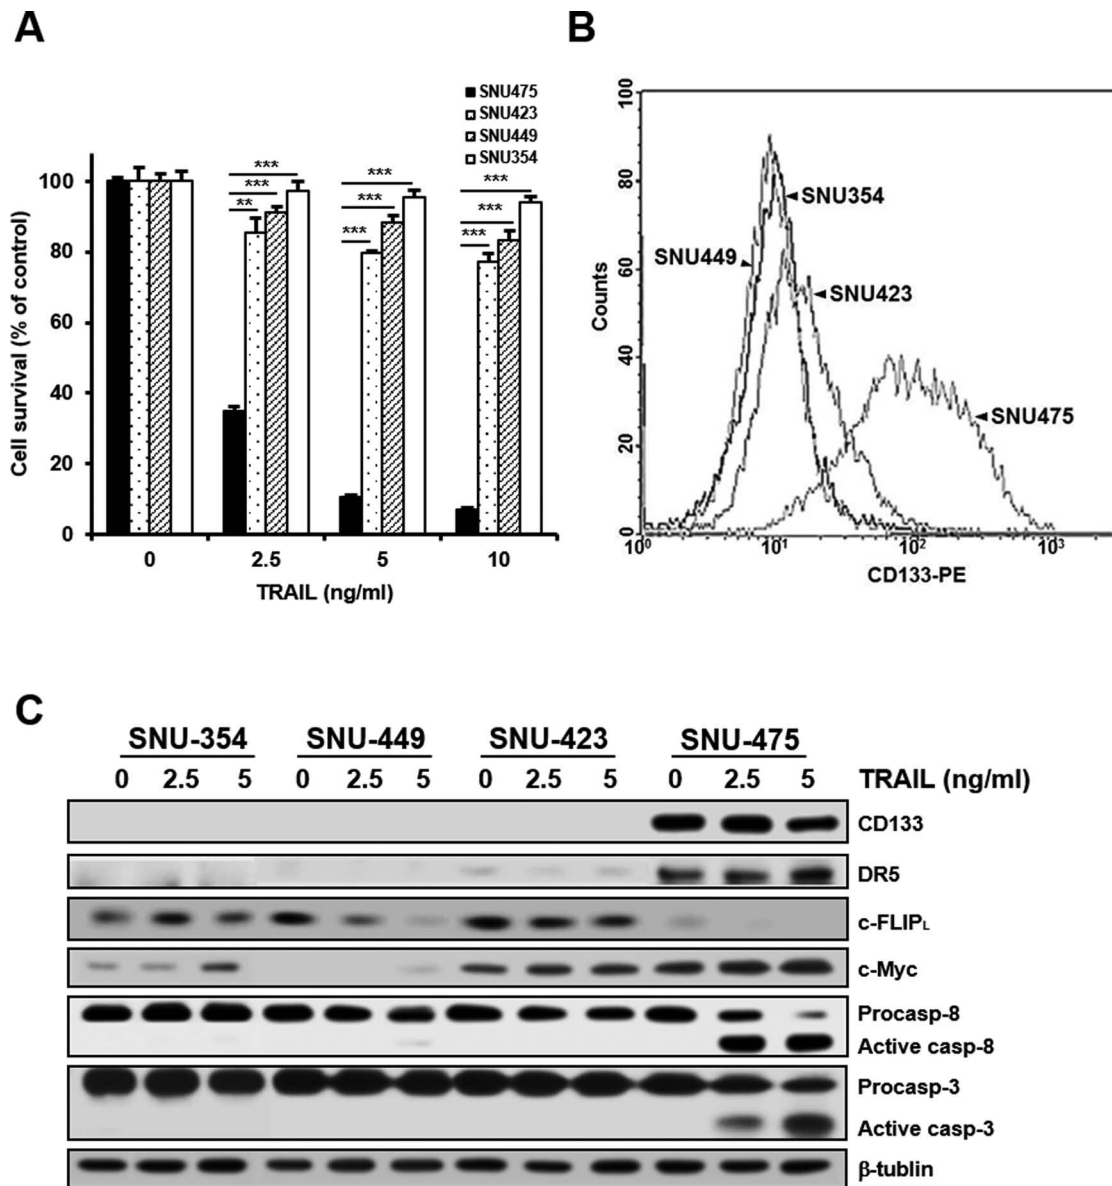 A
SNU475
SNU423
SNU449
SNU354
*** *** ***
*** *** ***
** *** ***
100
80
60
40
20
0
Cell survival (% of control)
0 2.5 5 10
TRAIL (ng/ml)
B
100
80
60
40
20
0
Counts
SNU354
SNU449
SNU423
SNU475
10⁰ 10¹ 10² 10³
CD133-PE
C
SNU-354 SNU-449 SNU-423 SNU-475
0 2.5 5 0 2.5 5 0 2.5 5 0 2.5 5 TRAIL (ng/ml)
CD133
DR5
c-FLIPL
c-Myc
Procasp-8
Active casp-8
Procasp-3
Active casp-3
β-tublin